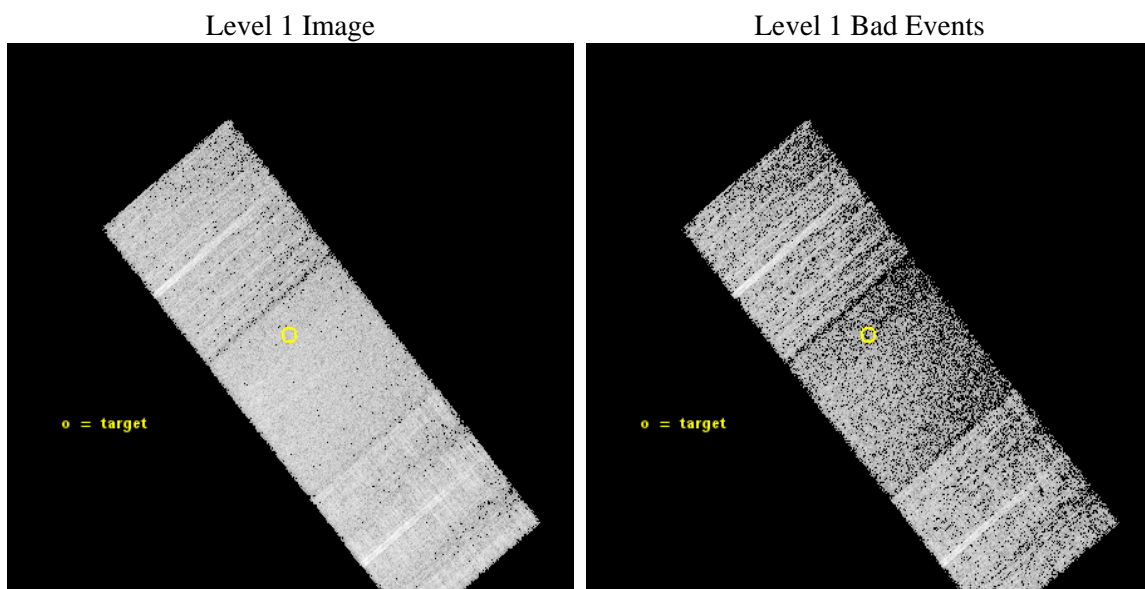 Level 1 Image
Level 1 Bad Events
o = target
o = target